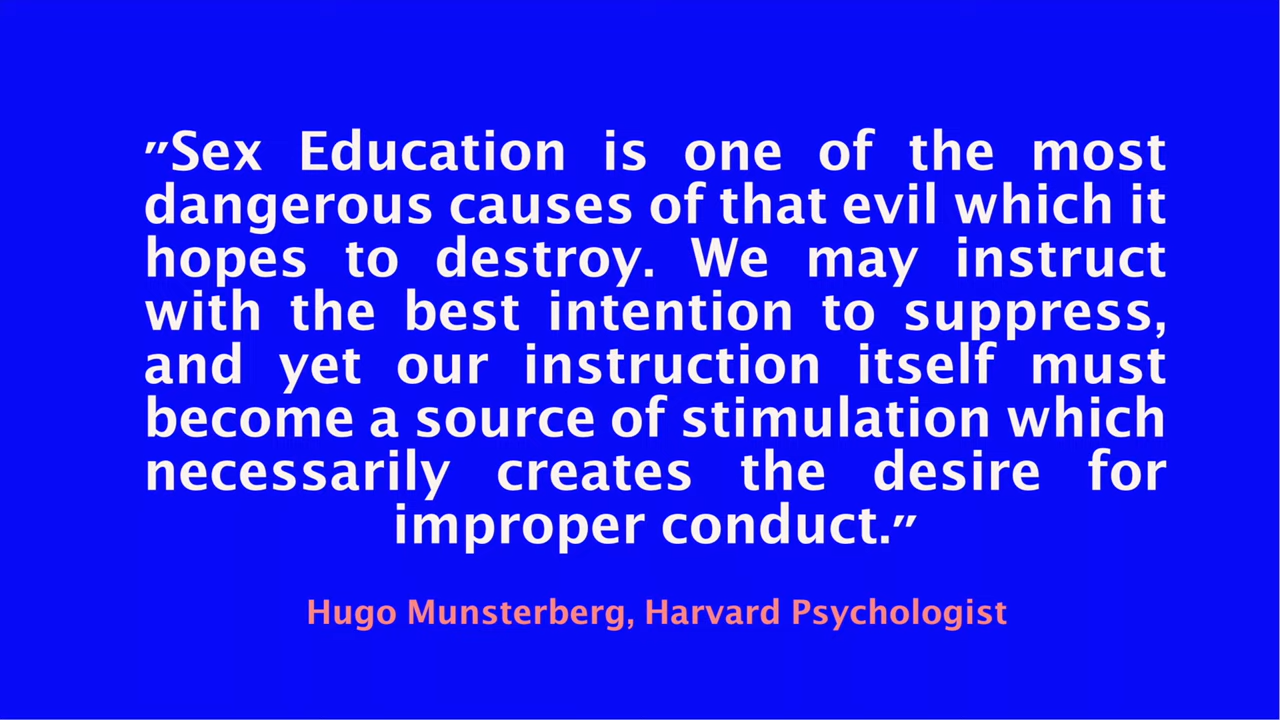 "Sex Education is one of the most
dangerous causes of that evil which it
hopes to destroy. We may instruct
with the best intention to suppress,
and yet our instruction itself must
become a source of stimulation which
necessarily creates the desire for
improper conduct."
Hugo Munsterberg, Harvard Psychologist